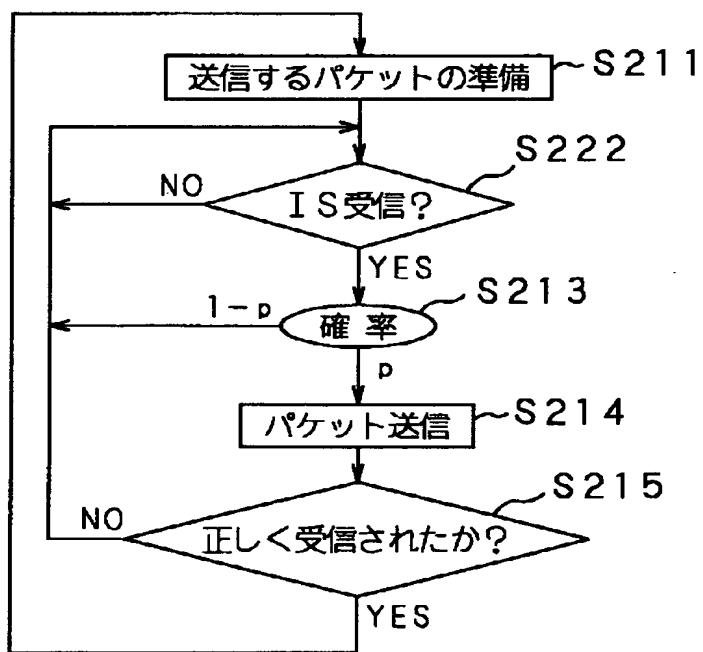 送信するパケットの準備
S211
S222
NO
IS受信?
YES
S213
1-p
確率
p
パケット送信
S214
S215
NO
正しく受信されたか?
YES